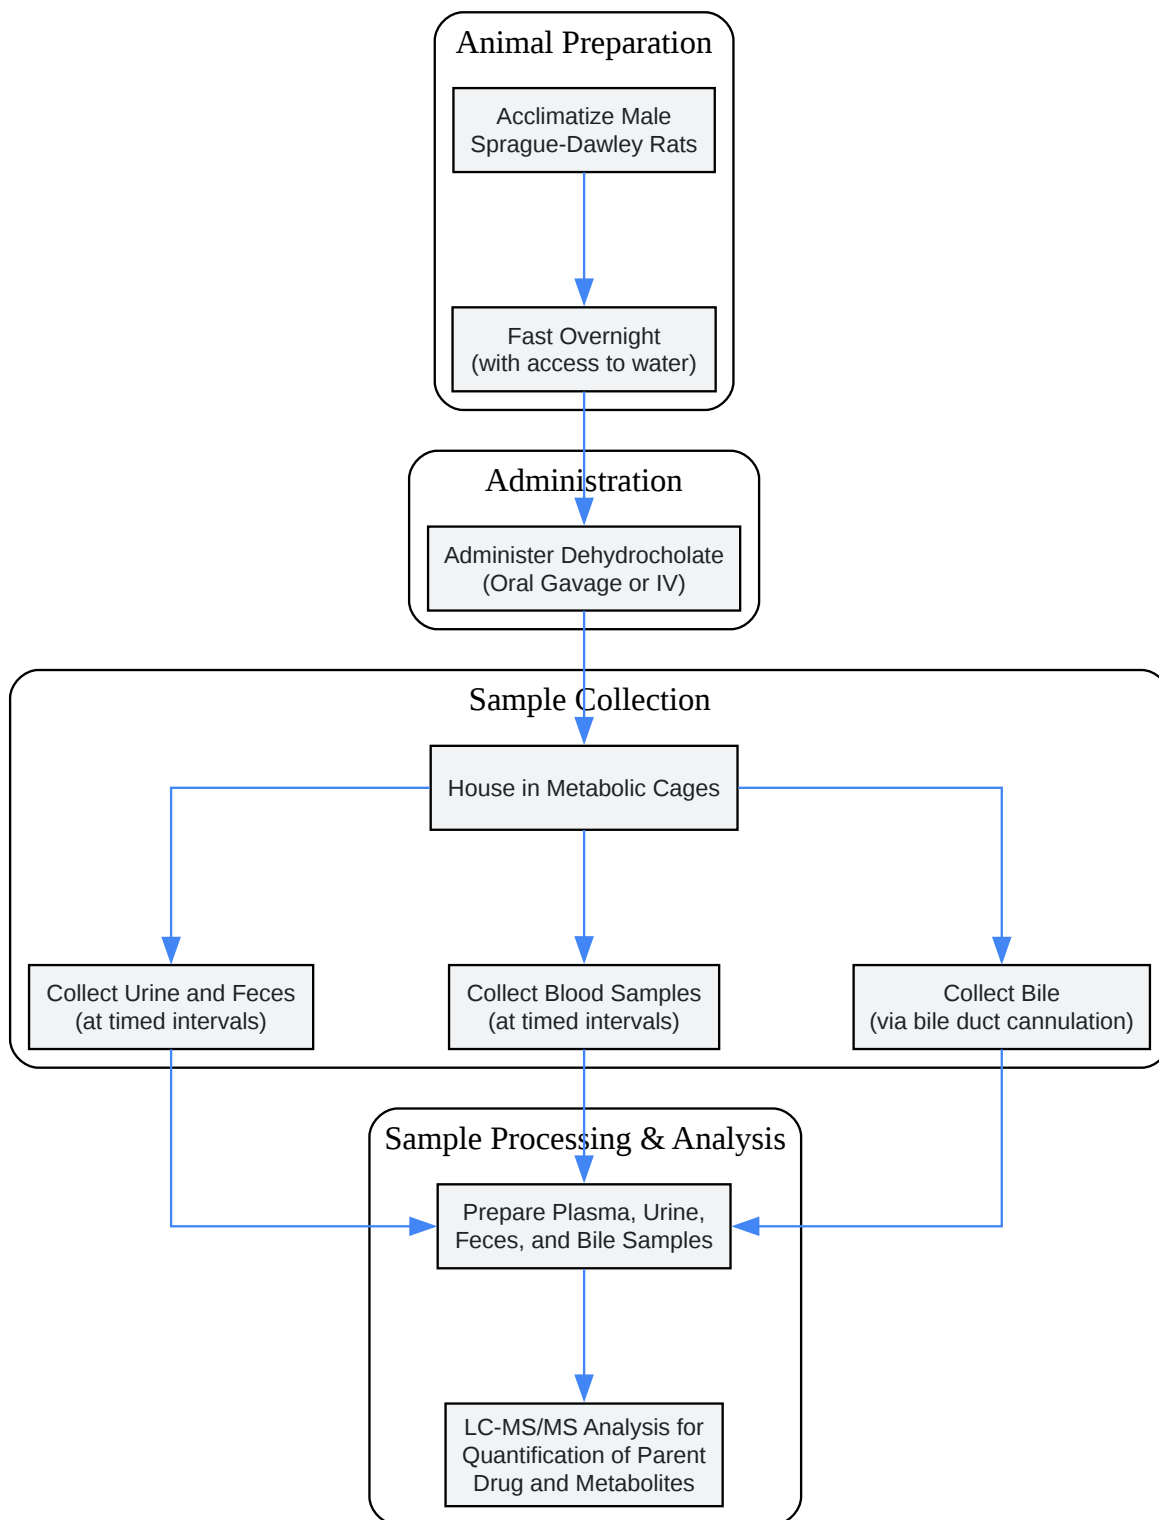 Animal Preparation
Acclimatize Male
Sprague-Dawley Rats
Fast Overnight
(with access to water)
Administration
Administer Dehydrocholate
(Oral Gavage or IV)
Sample Collection
House in Metabolic Cages
Collect Urine and Feces
(at timed intervals)
Collect Blood Samples
(at timed intervals)
Collect Bile
(via bile duct cannulation)
Sample Processing & Analysis
Prepare Plasma, Urine,
Feces, and Bile Samples
LC-MS/MS Analysis for
Quantification of Parent
Drug and Metabolites